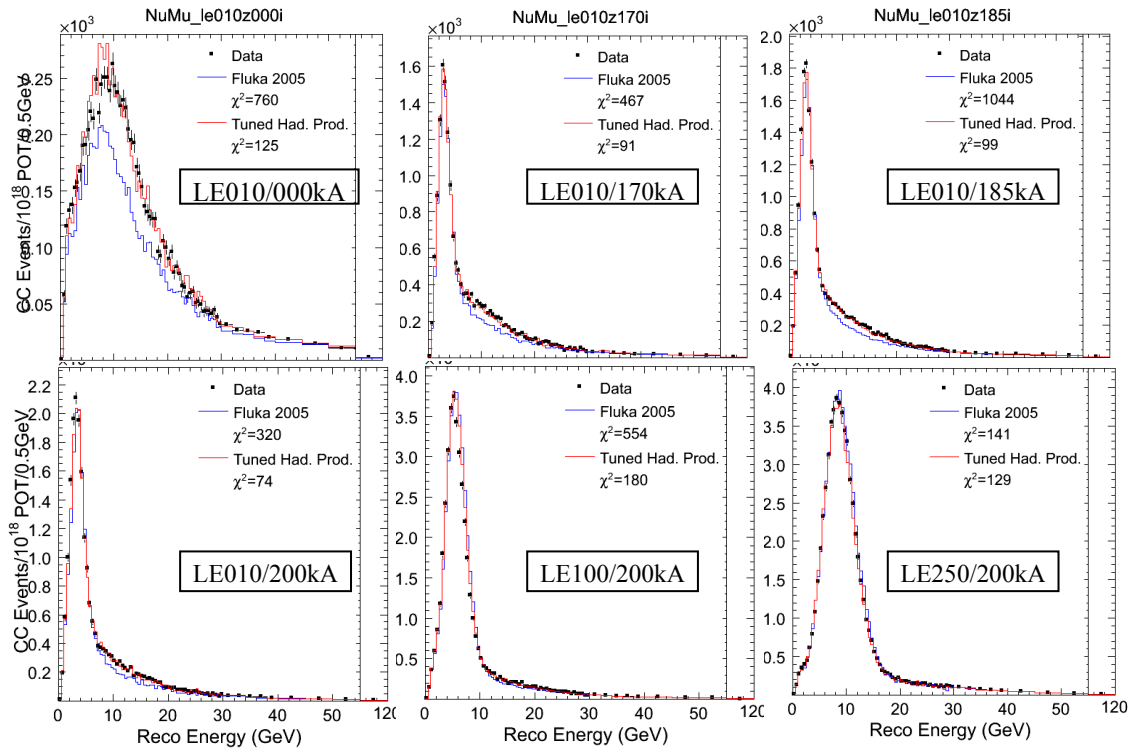 NuMu_le010z000i
×10³
CC Events/10¹⁸ POT/0.5GeV
0.25
0.20
0.15
0.10
0.05
Data
Fluka 2005
χ²=760
Tuned Had. Prod.
χ²=125
LE010/000kA
NuMu_le010z170i
×10³
1.6
1.4
1.2
1.0
0.8
0.6
0.4
0.2
Data
Fluka 2005
χ²=467
Tuned Had. Prod.
χ²=91
LE010/170kA
NuMu_le010z185i
×10³
2.0
1.8
1.6
1.4
1.2
1.0
0.8
0.6
0.4
0.2
0 10 20 30 40 50 120
Data
Fluka 2005
χ²=1044
Tuned Had. Prod.
χ²=99
LE010/185kA
CC Events/10¹⁸ POT/0.5GeV
2.2
2.0
1.8
1.6
1.4
1.2
1.0
0.8
0.6
0.4
0.2
Data
Fluka 2005
χ²=320
Tuned Had. Prod.
χ²=74
LE010/200kA
0 10 20 30 40 50 120
Reco Energy (GeV)
4.0
3.5
3.0
2.5
2.0
1.5
1.0
0.5
Data
Fluka 2005
χ²=554
Tuned Had. Prod.
χ²=180
LE100/200kA
0 10 20 30 40 50 120
Reco Energy (GeV)
4.0
3.5
3.0
2.5
2.0
1.5
1.0
0.5
Data
Fluka 2005
χ²=141
Tuned Had. Prod.
χ²=129
LE250/200kA
0 10 20 30 40 50 120
Reco Energy (GeV)